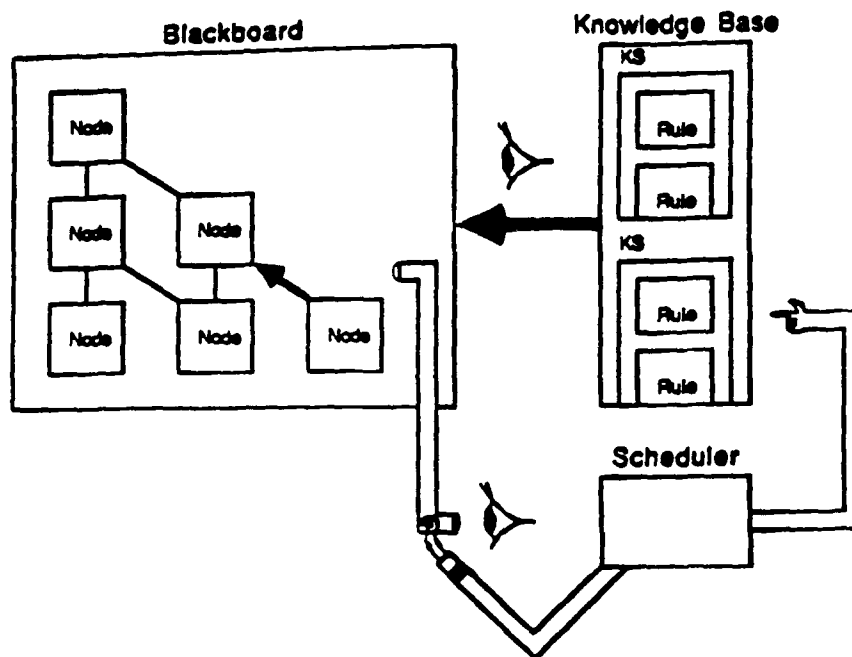 Blackboard
Knowledge Base
KS
Node
Rule
Rule
Node
Node
KS
Node
Node
Node
Rule
Rule
Scheduler